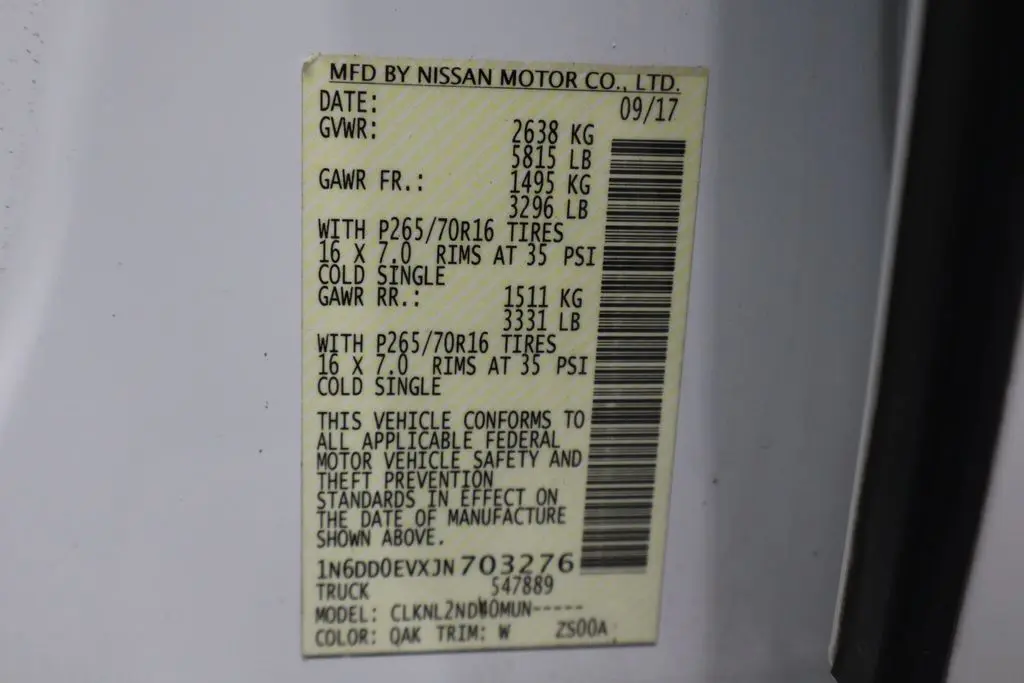 MFD BY NISSAN MOTOR CO., LTD.
DATE: 09/17
GVWR: 2638 KG
5815 LB
GAWR FR.: 1495 KG
3296 LB
WITH P265/70R16 TIRES
16 X 7.0 RIMS AT 35 PSI
COLD SINGLE
GAWR RR.: 1511 KG
3331 LB
WITH P265/70R16 TIRES
16 X 7.0 RIMS AT 35 PSI
COLD SINGLE
THIS VEHICLE CONFORMS TO
ALL APPLICABLE FEDERAL
MOTOR VEHICLE SAFETY AND
THEFT PREVENTION
STANDARDS IN EFFECT ON
THE DATE OF MANUFACTURE
SHOWN ABOVE.
1N6DD0EVXJN703276
TRUCK 547889
MODEL: CLKNL2NDW0MUN-----
COLOR: QAK TRIM: W ZS00A